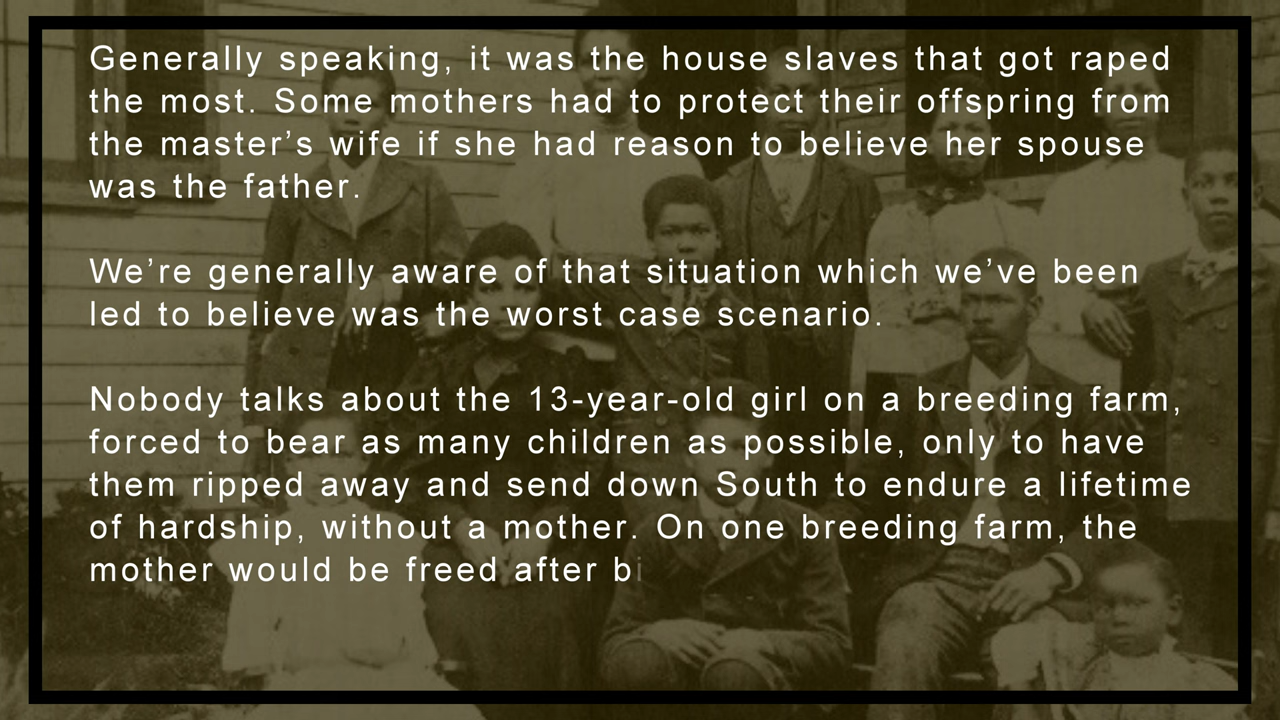 Generally speaking, it was the house slaves that got raped
the most. Some mothers had to protect their offspring from
the master’s wife if she had reason to believe her spouse
was the father.
We’re generally aware of that situation which we’ve been
led to believe was the worst case scenario.
Nobody talks about the 13-year-old girl on a breeding farm,
forced to bear as many children as possible, only to have
them ripped away and send down South to endure a lifetime
of hardship, without a mother. On one breeding farm, the
mother would be freed after bi